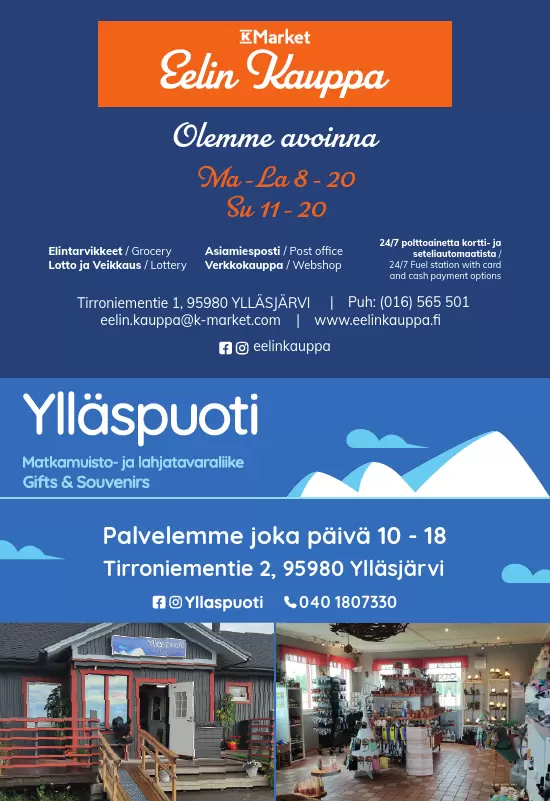 KMarket
Eelin Kauppa
Olemme avoinna
Ma - La 8 - 20
Su 11 - 20
Elintarvikkeet / Grocery
Lotto ja Veikkaus / Lottery
Asiamiesposti / Post office
Verkkokauppa / Webshop
24/7 polttoainetta kortti- ja
seteliautomaatista /
24/7 Fuel station with card
and cash payment options
Tirroniementie 1, 95980 YLLÄSJÄRVI | Puh: (016) 565 501
eelin.kauppa@k-market.com | www.eelinkauppa.fi
eelinkauppa
Ylläspuoti
Matkamuisto- ja lahjatavaraliike
Gifts & Souvenirs
Palvelemme joka päivä 10 - 18
Tirroniementie 2, 95980 Ylläsjärvi
Yllaspuoti 040 1807330
Ylläspuoti